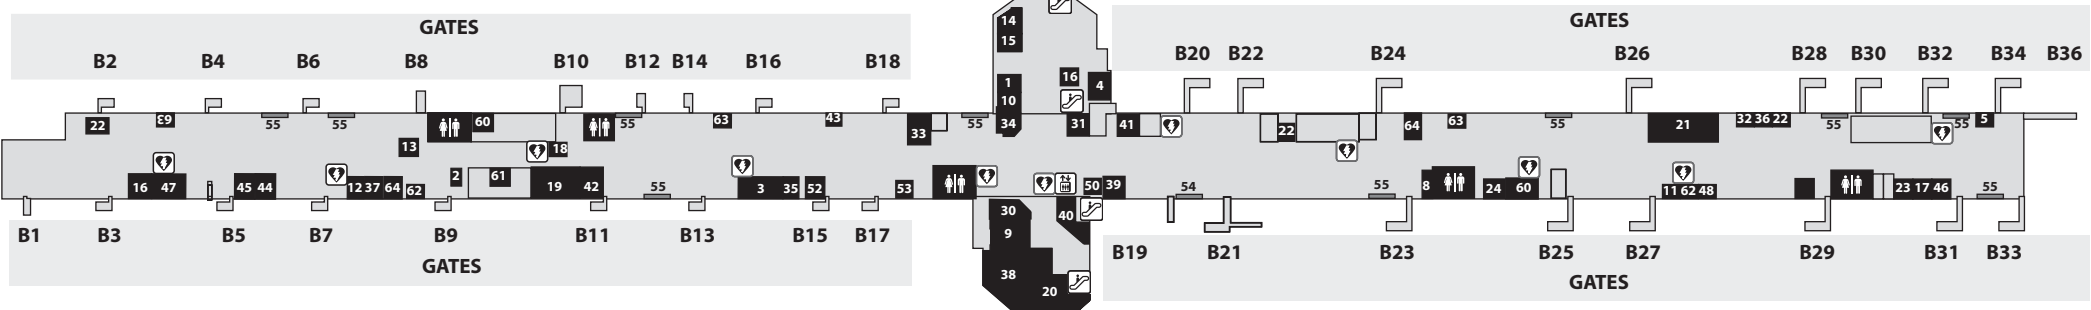 GATES
GATES
B2 B4 B6 B8 B10 B12 B14 B16 B18
B20 B22 B24 B26 B28 B30 B32 B34 B36
14
15
16 4
1
10
34 31 41
22 63 55 55 60 55 63 43 33 55
22 64 63 55 21 32 36 22 55 55 5
13 18
16 47 45 44 12 37 64 62 2 61 19 42 55 3 35 52 53
50 39 54 55 8 24 60 11 62 48 23 17 46 55
30 40
9
38
20
B1 B3 B5 B7 B9 B11 B13 B15 B17
B19 B21 B23 B25 B27 B29 B31 B33
GATES
GATES